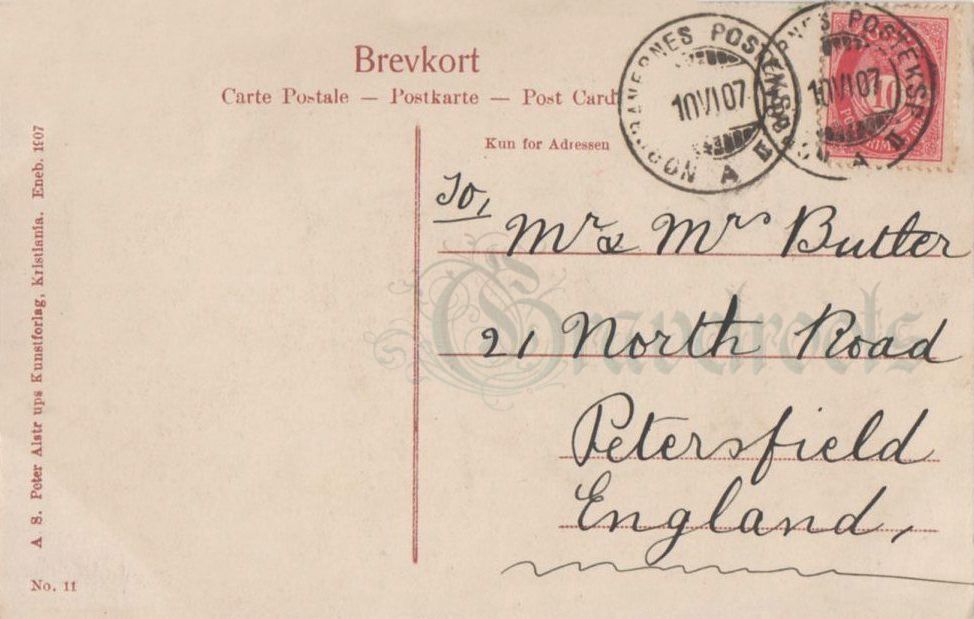 Brevkort
Carte Postale — Postkarte — Post Card
Kun for Adressen
10 VI 07
10 VI 07
10
To,
Mr & Mrs Butler
21 North Road
Petersfield
England,
Gravaroots
A S. Peter Alstr ups Kunstforlag, Kristiania. Eneb. 1907
No. 11